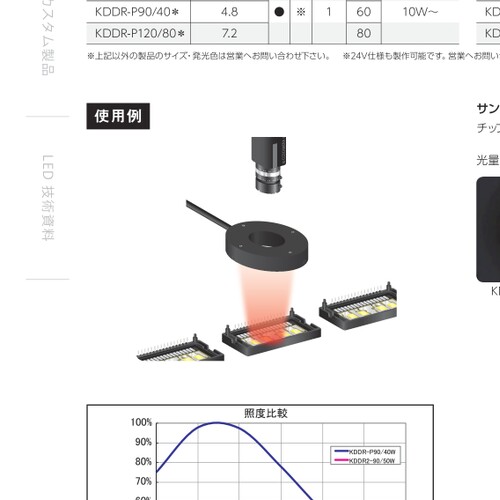 カスタム製品
LED 技術資料
KDDR-P90/40＊ 4.8 ● ※ 1 60 10W～
KDDR-P120/80＊ 7.2 80
※上記以外の製品のサイズ・発光色は営業へお問い合わせ下さい。 ※24V仕様も製作可能です。営業へお問い
使用例
サン
チップ
光量
照度比較
100%
90%
80%
70%
60%
KDDR-P90/40W
KDDR2-90/50W